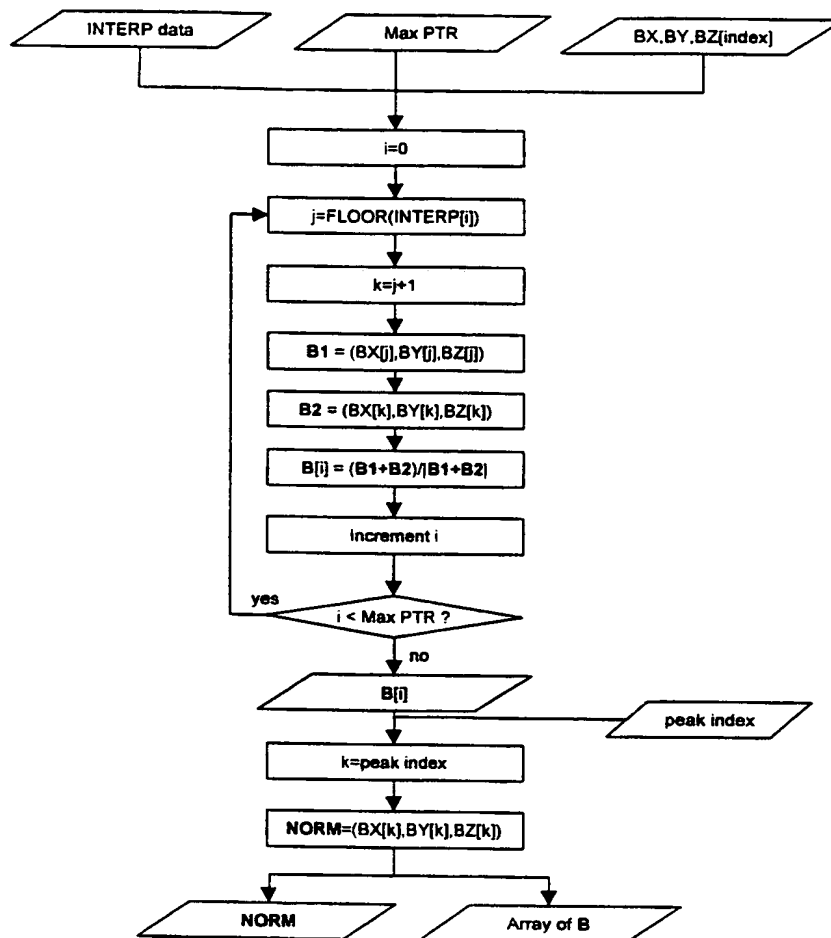 INTERP data
Max PTR
BX,BY,BZ[index]
i=0
j=FLOOR(INTERP[i])
k=j+1
B1 = (BX[j],BY[j],BZ[j])
B2 = (BX[k],BY[k],BZ[k])
B[i] = (B1+B2)/|B1+B2|
Increment i
yes
i < Max PTR ?
no
B[i]
peak index
k=peak index
NORM=(BX[k],BY[k],BZ[k])
NORM
Array of B